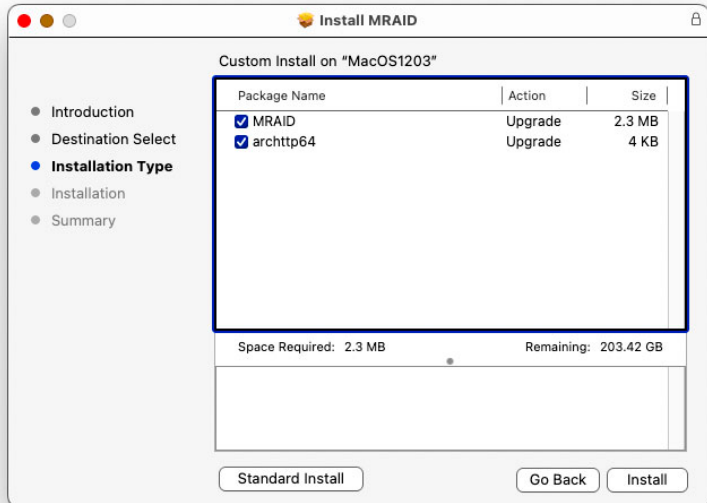 Install MRAID
Custom Install on “MacOS1203”
Introduction
Destination Select
Installation Type
Installation
Summary
Package Name Action Size
MRAID Upgrade 2.3 MB
archttp64 Upgrade 4 KB
Space Required: 2.3 MB Remaining: 203.42 GB
Standard Install Go Back Install